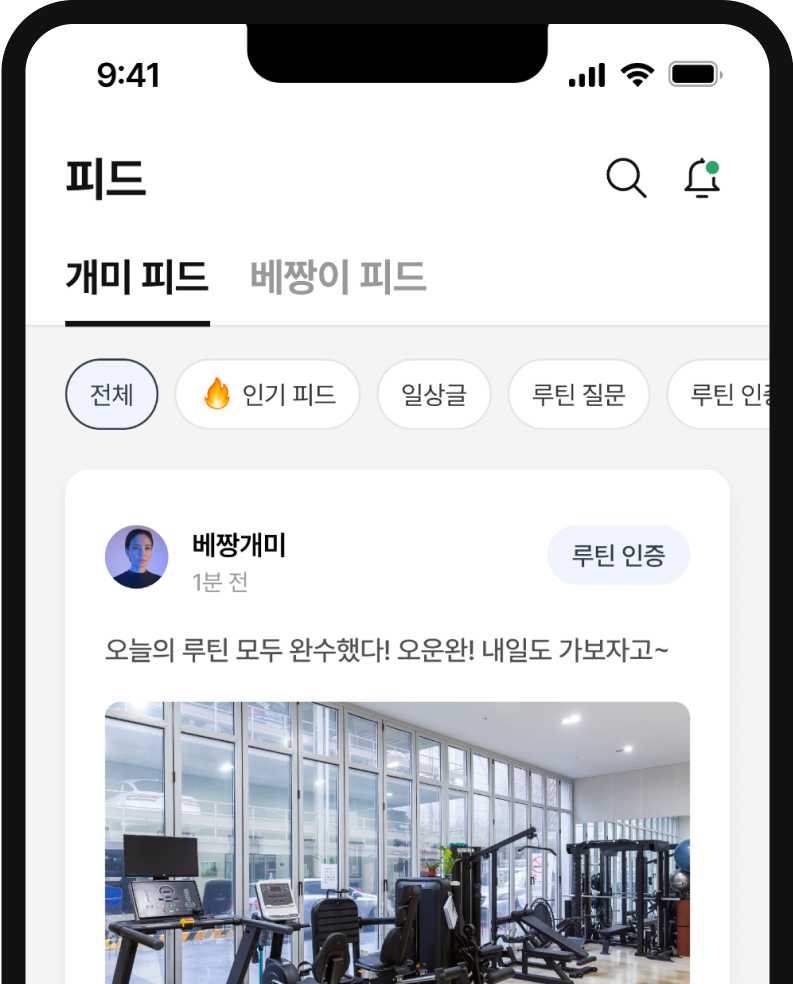 9:41
피드
개미 피드 베짱이 피드
전체 🔥 인기 피드 일상글 루틴 질문 루틴 인증
베짱개미 루틴 인증
1분 전
오늘의 루틴 모두 완수했다! 오운완! 내일도 가보자고~